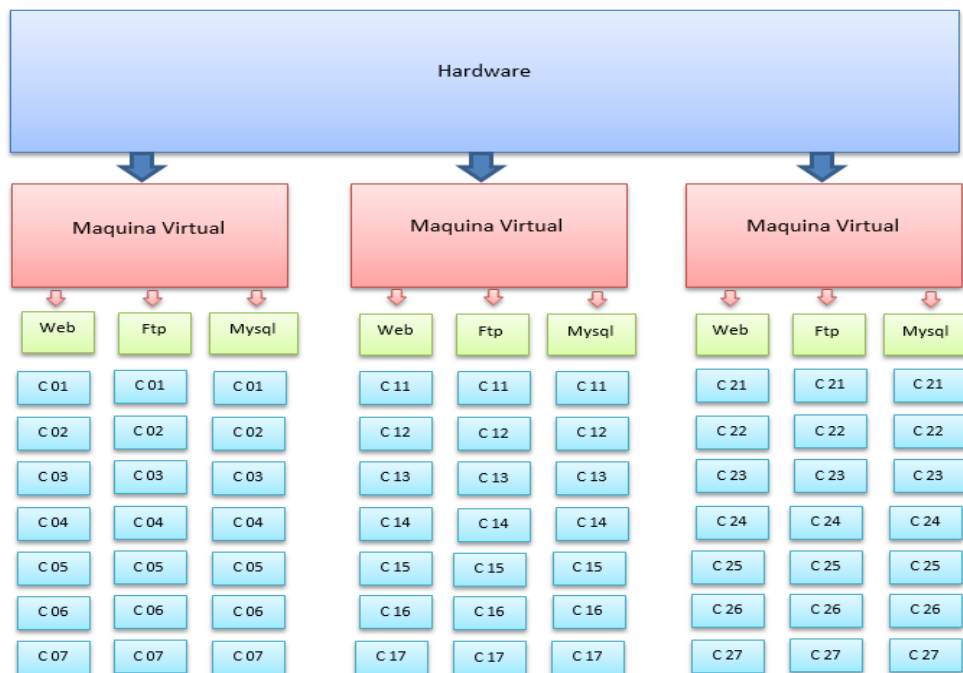 Hardware
Maquina Virtual
Maquina Virtual
Maquina Virtual
Web Ftp Mysql
Web Ftp Mysql
Web Ftp Mysql
C 01 C 01 C 01 C 11 C 11 C 11 C 21 C 21 C 21
C 02 C 02 C 02 C 12 C 12 C 12 C 22 C 22 C 22
C 03 C 03 C 03 C 13 C 13 C 13 C 23 C 23 C 23
C 04 C 04 C 04 C 14 C 14 C 14 C 24 C 24 C 24
C 05 C 05 C 05 C 15 C 15 C 15 C 25 C 25 C 25
C 06 C 06 C 06 C 16 C 16 C 16 C 26 C 26 C 26
C 07 C 07 C 07 C 17 C 17 C 17 C 27 C 27 C 27